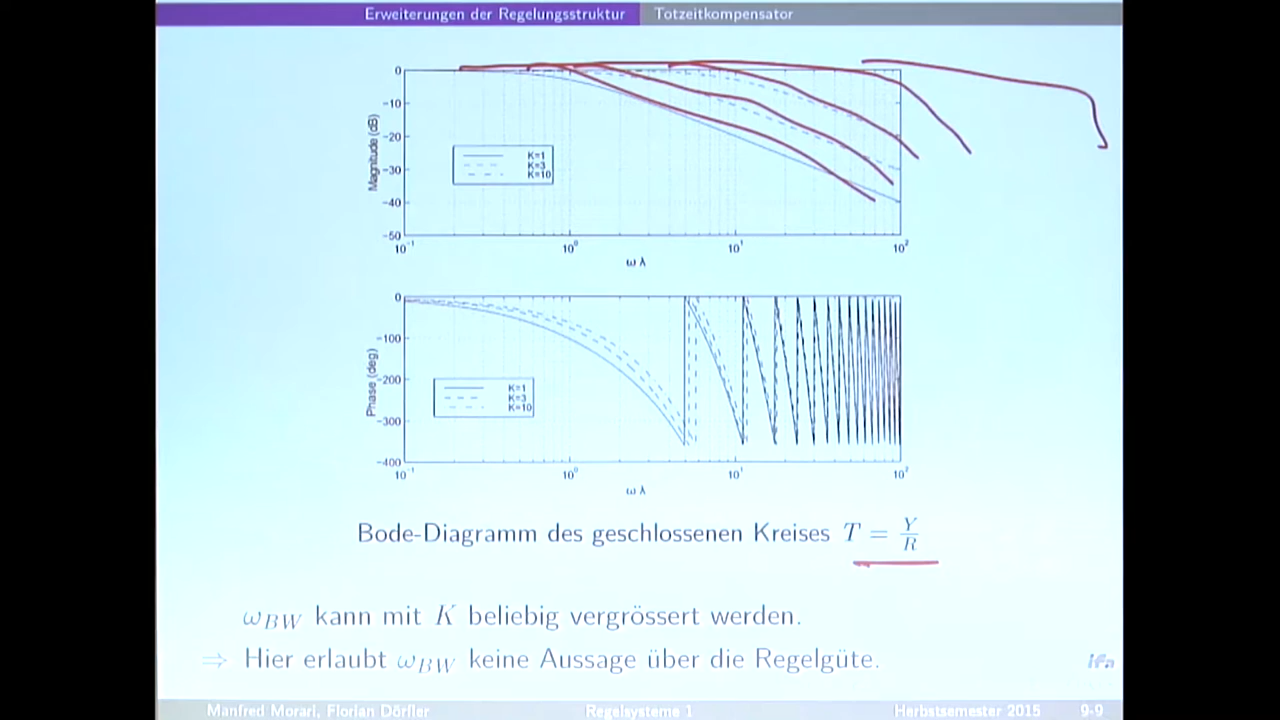 Erweiterungen der Regelungsstruktur Totzeitkompensator
0
-10
-20
-30
-40
-50
Magnitude (dB)
K=1
K=3
K=10
10^-1 10^0 10^1 10^2
ω λ
0
-100
-200
-300
-400
Phase (deg)
K=1
K=3
K=10
10^-1 10^0 10^1 10^2
ω λ
Bode-Diagramm des geschlossenen Kreises T = Y/R
ω_BW kann mit K beliebig vergrössert werden.
⇒ Hier erlaubt ω_BW keine Aussage über die Regelgüte.
ifa
Manfred Morari, Florian Dörfler Regelsysteme 1 Herbstsemester 2015 9-9